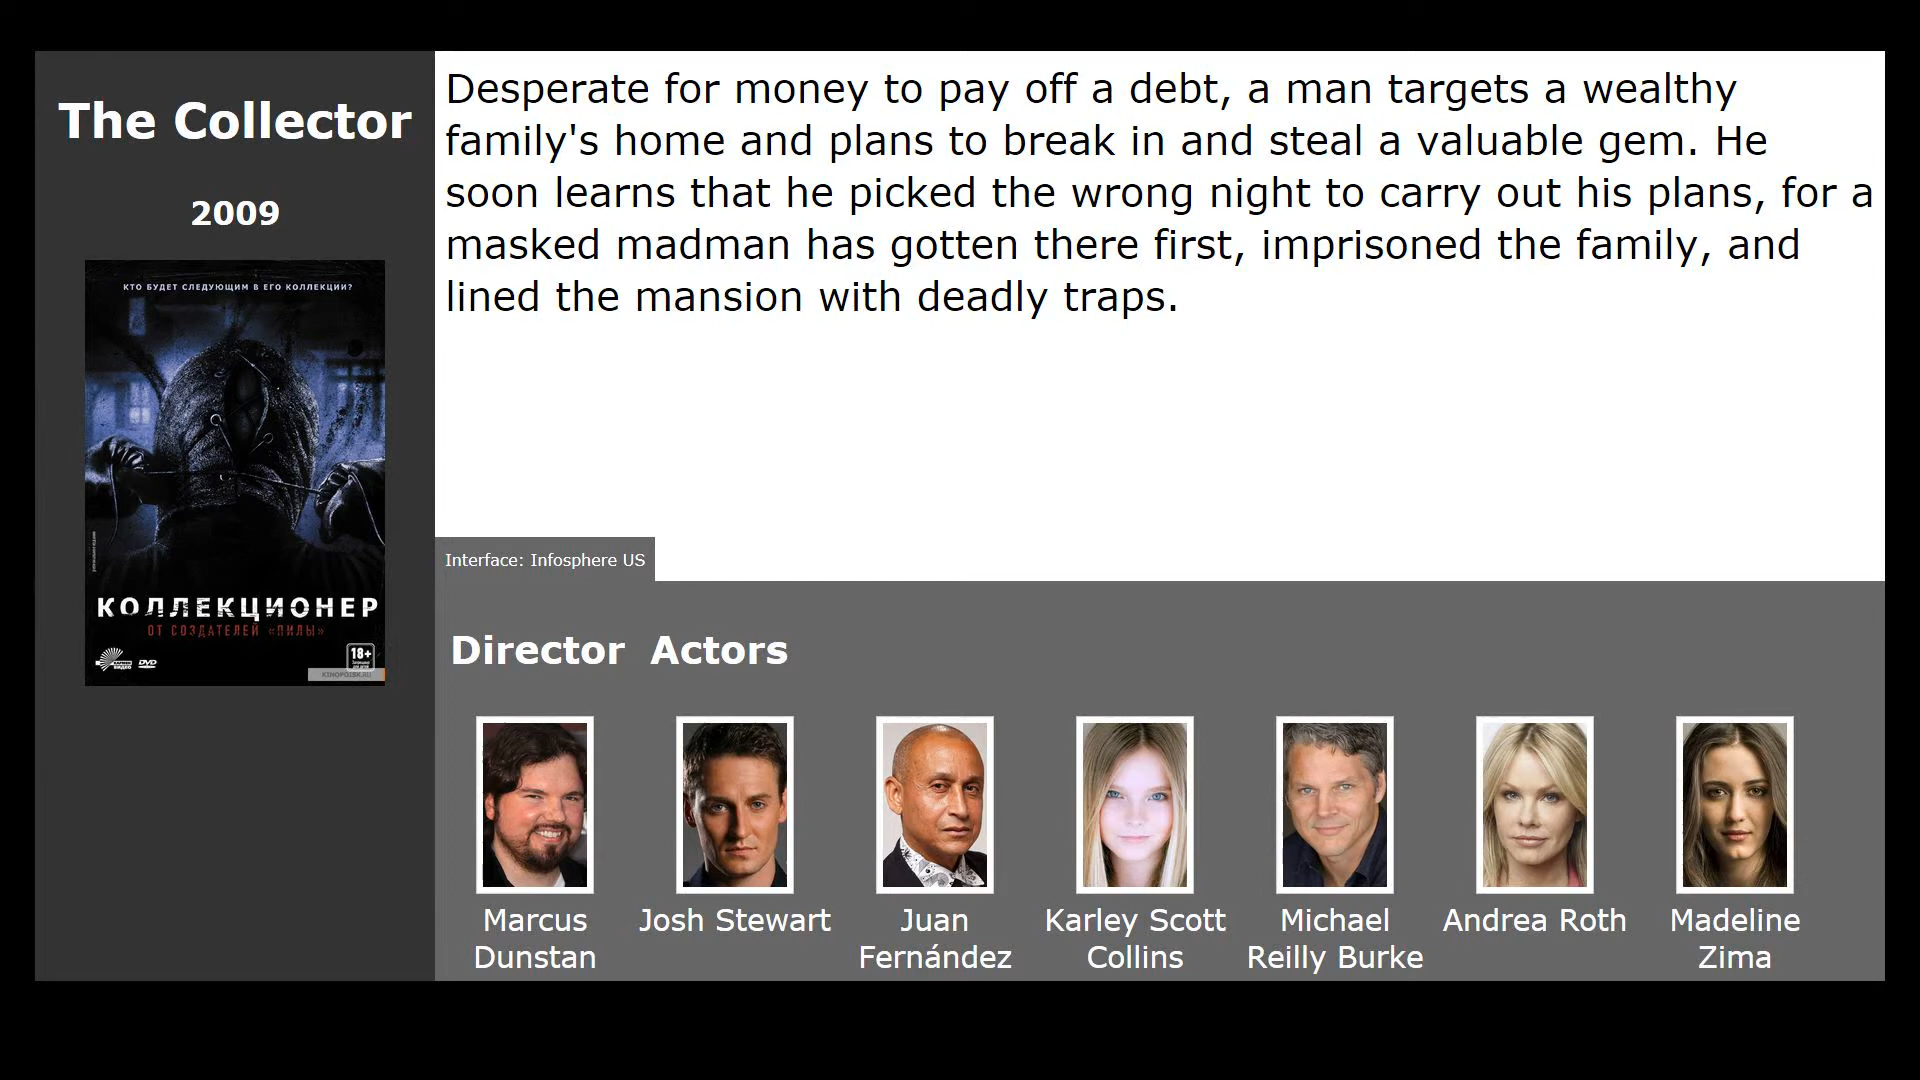 The Collector
2009
КТО БУДЕТ СЛЕДУЮЩИМ В ЕГО КОЛЛЕКЦИИ?
КОЛЛЕКЦИОНЕР
ОТ СОЗДАТЕЛЕЙ «ПИЛЫ»
DVD
18+
KINOPOISK.RU
Desperate for money to pay off a debt, a man targets a wealthy
family's home and plans to break in and steal a valuable gem. He
soon learns that he picked the wrong night to carry out his plans, for a
masked madman has gotten there first, imprisoned the family, and
lined the mansion with deadly traps.
Interface: Infosphere US
Director Actors
Marcus
Dunstan
Josh Stewart
Juan
Fernández
Karley Scott
Collins
Michael
Reilly Burke
Andrea Roth
Madeline
Zima